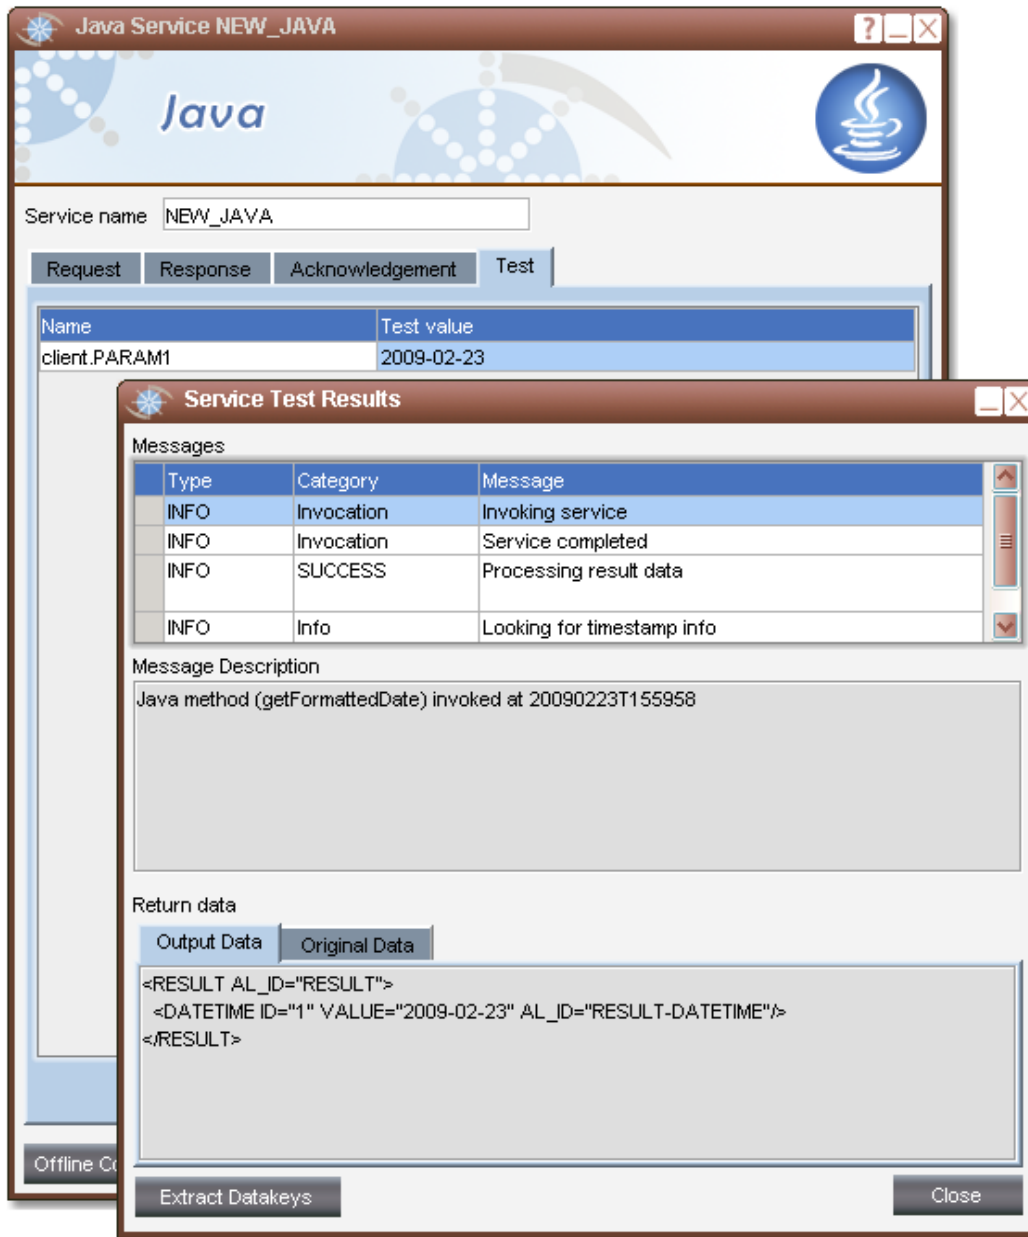 Java Service NEW_JAVA
?
Java
Service name NEW_JAVA
Request Response Acknowledgement Test
Name Test value
client.PARAM1 2009-02-23
Service Test Results
Messages
Type Category Message
INFO Invocation Invoking service
INFO Invocation Service completed
INFO SUCCESS Processing result data
INFO Info Looking for timestamp info
Message Description
Java method (getFormattedDate) invoked at 20090223T155958
Return data
Output Data Original Data
<RESULT AL_ID="RESULT">
<DATETIME ID="1" VALUE="2009-02-23" AL_ID="RESULT-DATETIME"/>
</RESULT>
Offline Co
Extract Datakeys Close